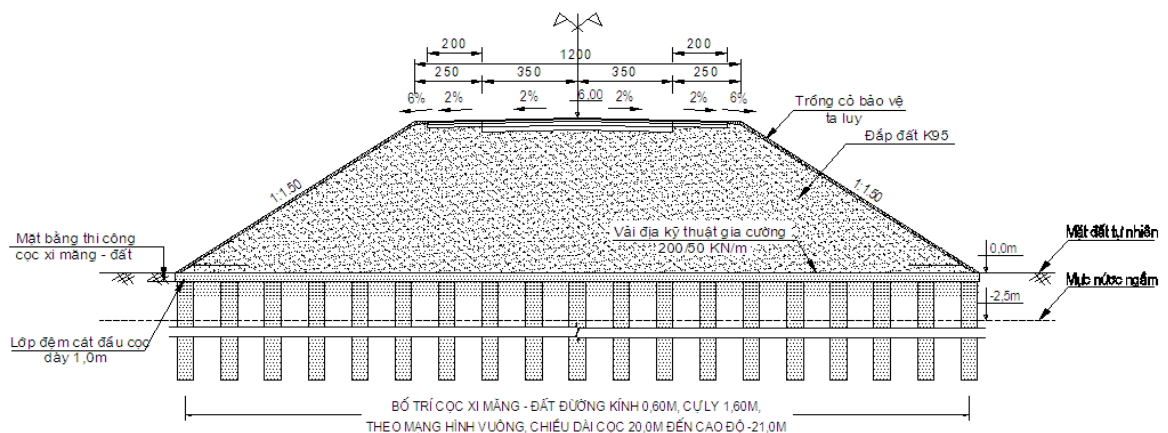 200 200
1200
250 350 350 250
6% 2% 2% 6.00 2% 2% 6%
Trồng cỏ bảo vệ
ta luy
Đắp đất K95
1:1.50 1:1.50
Mặt bằng thi công
cọc xi măng - đất
Vải địa kỹ thuật gia cường
200/50 KN/m
Mặt đất tự nhiên
0,0m
Mực nước ngầm
-2,5m
Lớp đệm cát đầu cọc
dày 1,0m
BỐ TRÍ CỌC XI MĂNG - ĐẤT ĐƯỜNG KÍNH 0,60M, CỰ LY 1,60M,
THEO MẠNG HÌNH VUÔNG, CHIỀU DÀI CỌC 20,0M ĐẾN CAO ĐỘ -21,0M